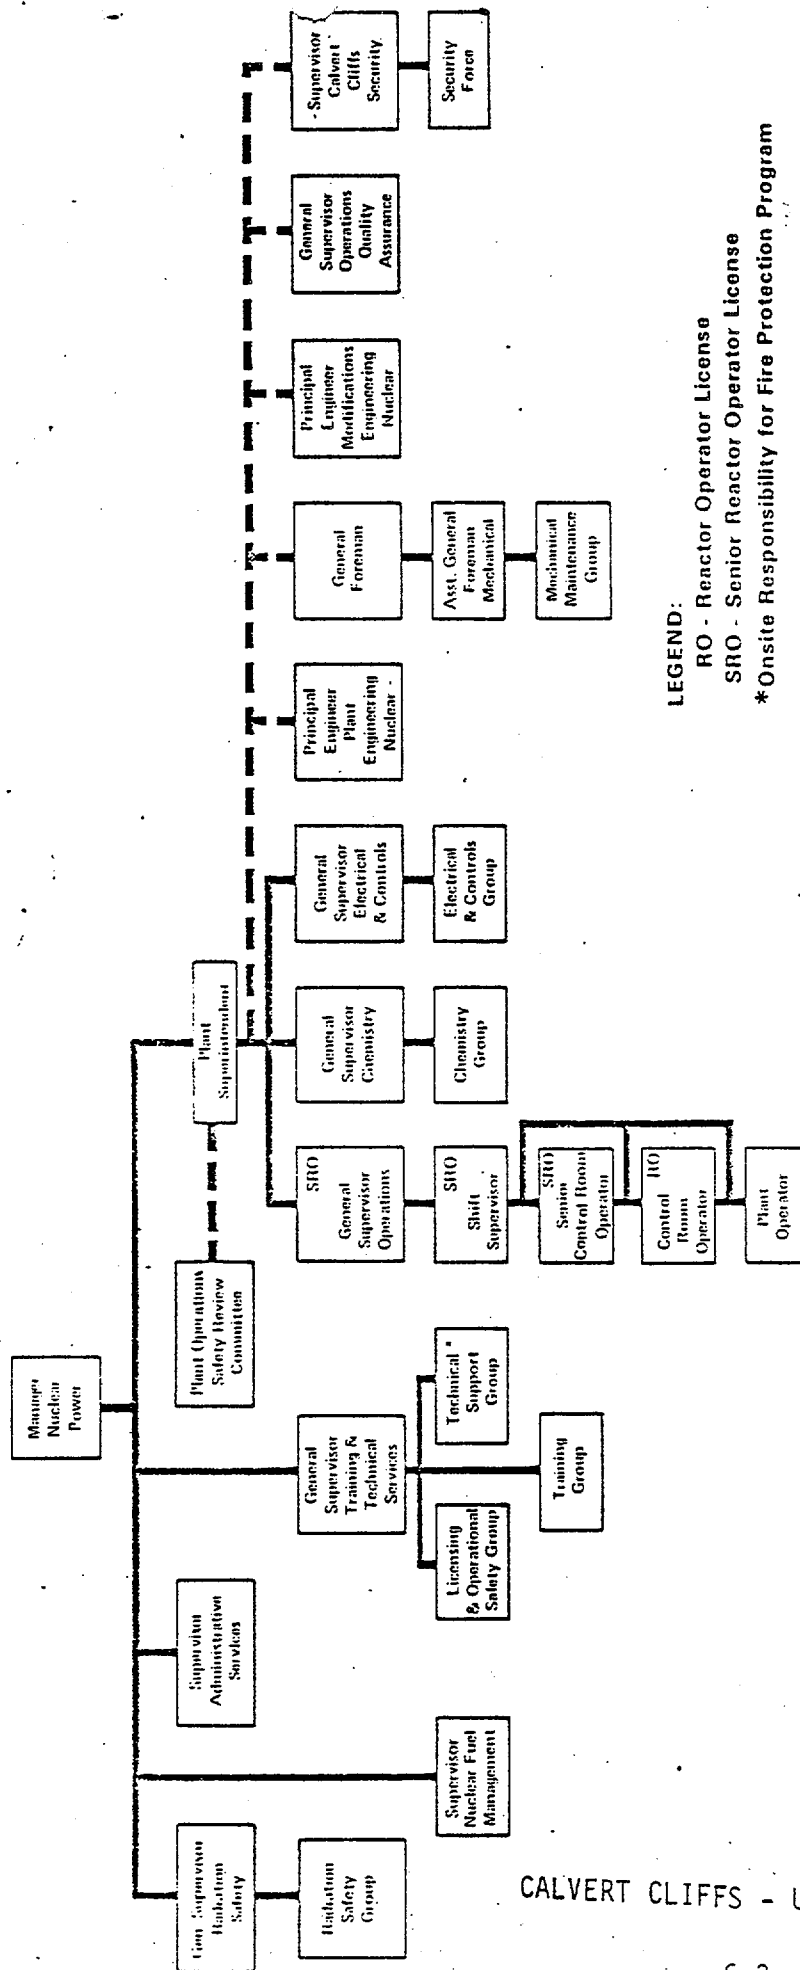 Manager
Nuclear
Power
Gen Supervisor
Radiation
Safety
Radiation
Safety
Group
Supervisor
Nuclear Fuel
Management
Supervisor
Administrative
Services
General
Supervisor
Training &
Technical
Services
Licensing
& Operational
Safety Group
Training
Group
Technical *
Support
Group
Plant Operations
Safety Review
Committee
Plant
Superintendent
SRO
General
Supervisor
Operations
SRO
Shift
Supervisor
SRO
Senior
Control Room
Operator
RO
Control
Room
Operator
Plant
Operator
General
Supervisor
Chemistry
Chemistry
Group
General
Supervisor
Electrical
& Controls
Electrical
& Controls
Group
Principal
Engineer
Plant
Engineering
Nuclear -
General
Foreman
Asst. General
Foreman
Mechanical
Mechanical
Maintenance
Group
Principal
Engineer
Modifications
Engineering
Nuclear
General
Supervisor
Operations
Quality
Assurance
- Supervisor
Calvert
Cliffs
Security
Security
Force
LEGEND:
RO - Reactor Operator License
SRO - Senior Reactor Operator License
*Onsite Responsibility for Fire Protection Program
CALVERT CLIFFS -